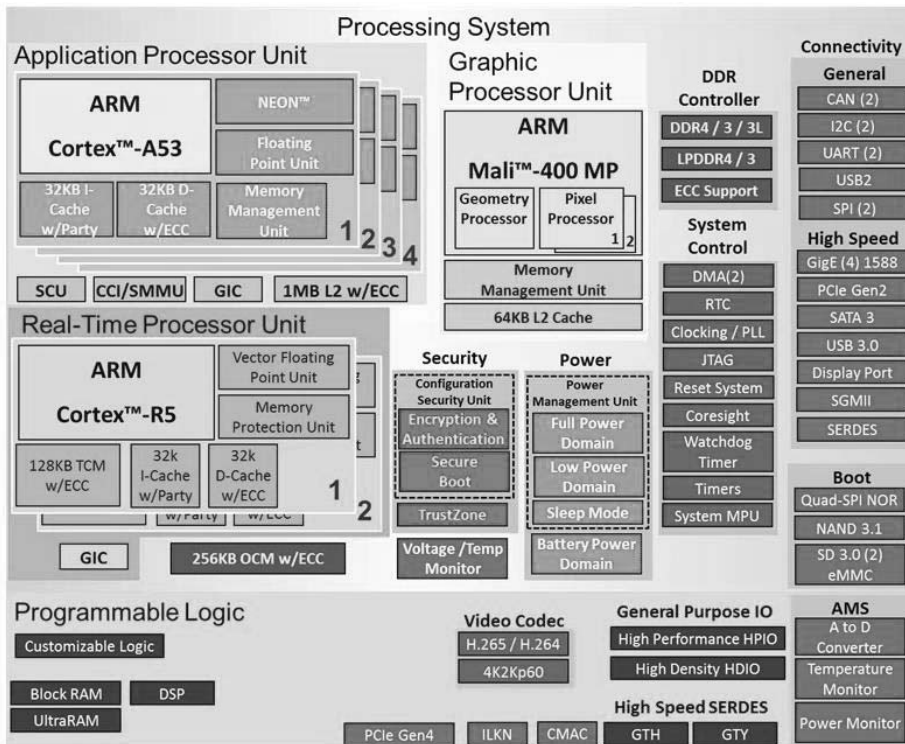 Processing System
Application Processor Unit
ARM
Cortex™-A53
NEON™
Floating
Point Unit
32KB I-
Cache
w/Party
32KB D-
Cache
w/ECC
Memory
Management
Unit
1
2
3
4
SCU
CCI/SMMU
GIC
1MB L2 w/ECC
Graphic
Processor Unit
ARM
Mali™-400 MP
Geometry
Processor
Pixel
Processor
1
2
Memory
Management Unit
64KB L2 Cache
DDR
Controller
DDR4 / 3 / 3L
LPDDR4 / 3
ECC Support
Connectivity
General
CAN (2)
I2C (2)
UART (2)
USB2
SPI (2)
High Speed
GigE (4) 1588
PCIe Gen2
SATA 3
USB 3.0
Display Port
SGMII
SERDES
System
Control
DMA(2)
RTC
Clocking / PLL
JTAG
Reset System
Coresight
Watchdog
Timer
Timers
System MPU
Real-Time Processor Unit
ARM
Cortex™-R5
Vector Floating
Point Unit
Memory
Protection Unit
128KB TCM
w/ECC
32k
I-Cache
w/Party
32k
D-Cache
w/ECC
1
w/Party
w/ECC
2
GIC
256KB OCM w/ECC
Security
Configuration
Security Unit
Encryption &
Authentication
Secure
Boot
TrustZone
Voltage /Temp
Monitor
Power
Power
Management Unit
Full Power
Domain
Low Power
Domain
Sleep Mode
Battery Power
Domain
Boot
Quad-SPI NOR
NAND 3.1
SD 3.0 (2)
eMMC
Programmable Logic
Customizable Logic
Block RAM
DSP
UltraRAM
Video Codec
H.265 / H.264
4K2Kp60
General Purpose IO
High Performance HPIO
High Density HDIO
High Speed SERDES
PCIe Gen4
ILKN
CMAC
GTH
GTY
AMS
A to D
Converter
Temperature
Monitor
Power Monitor